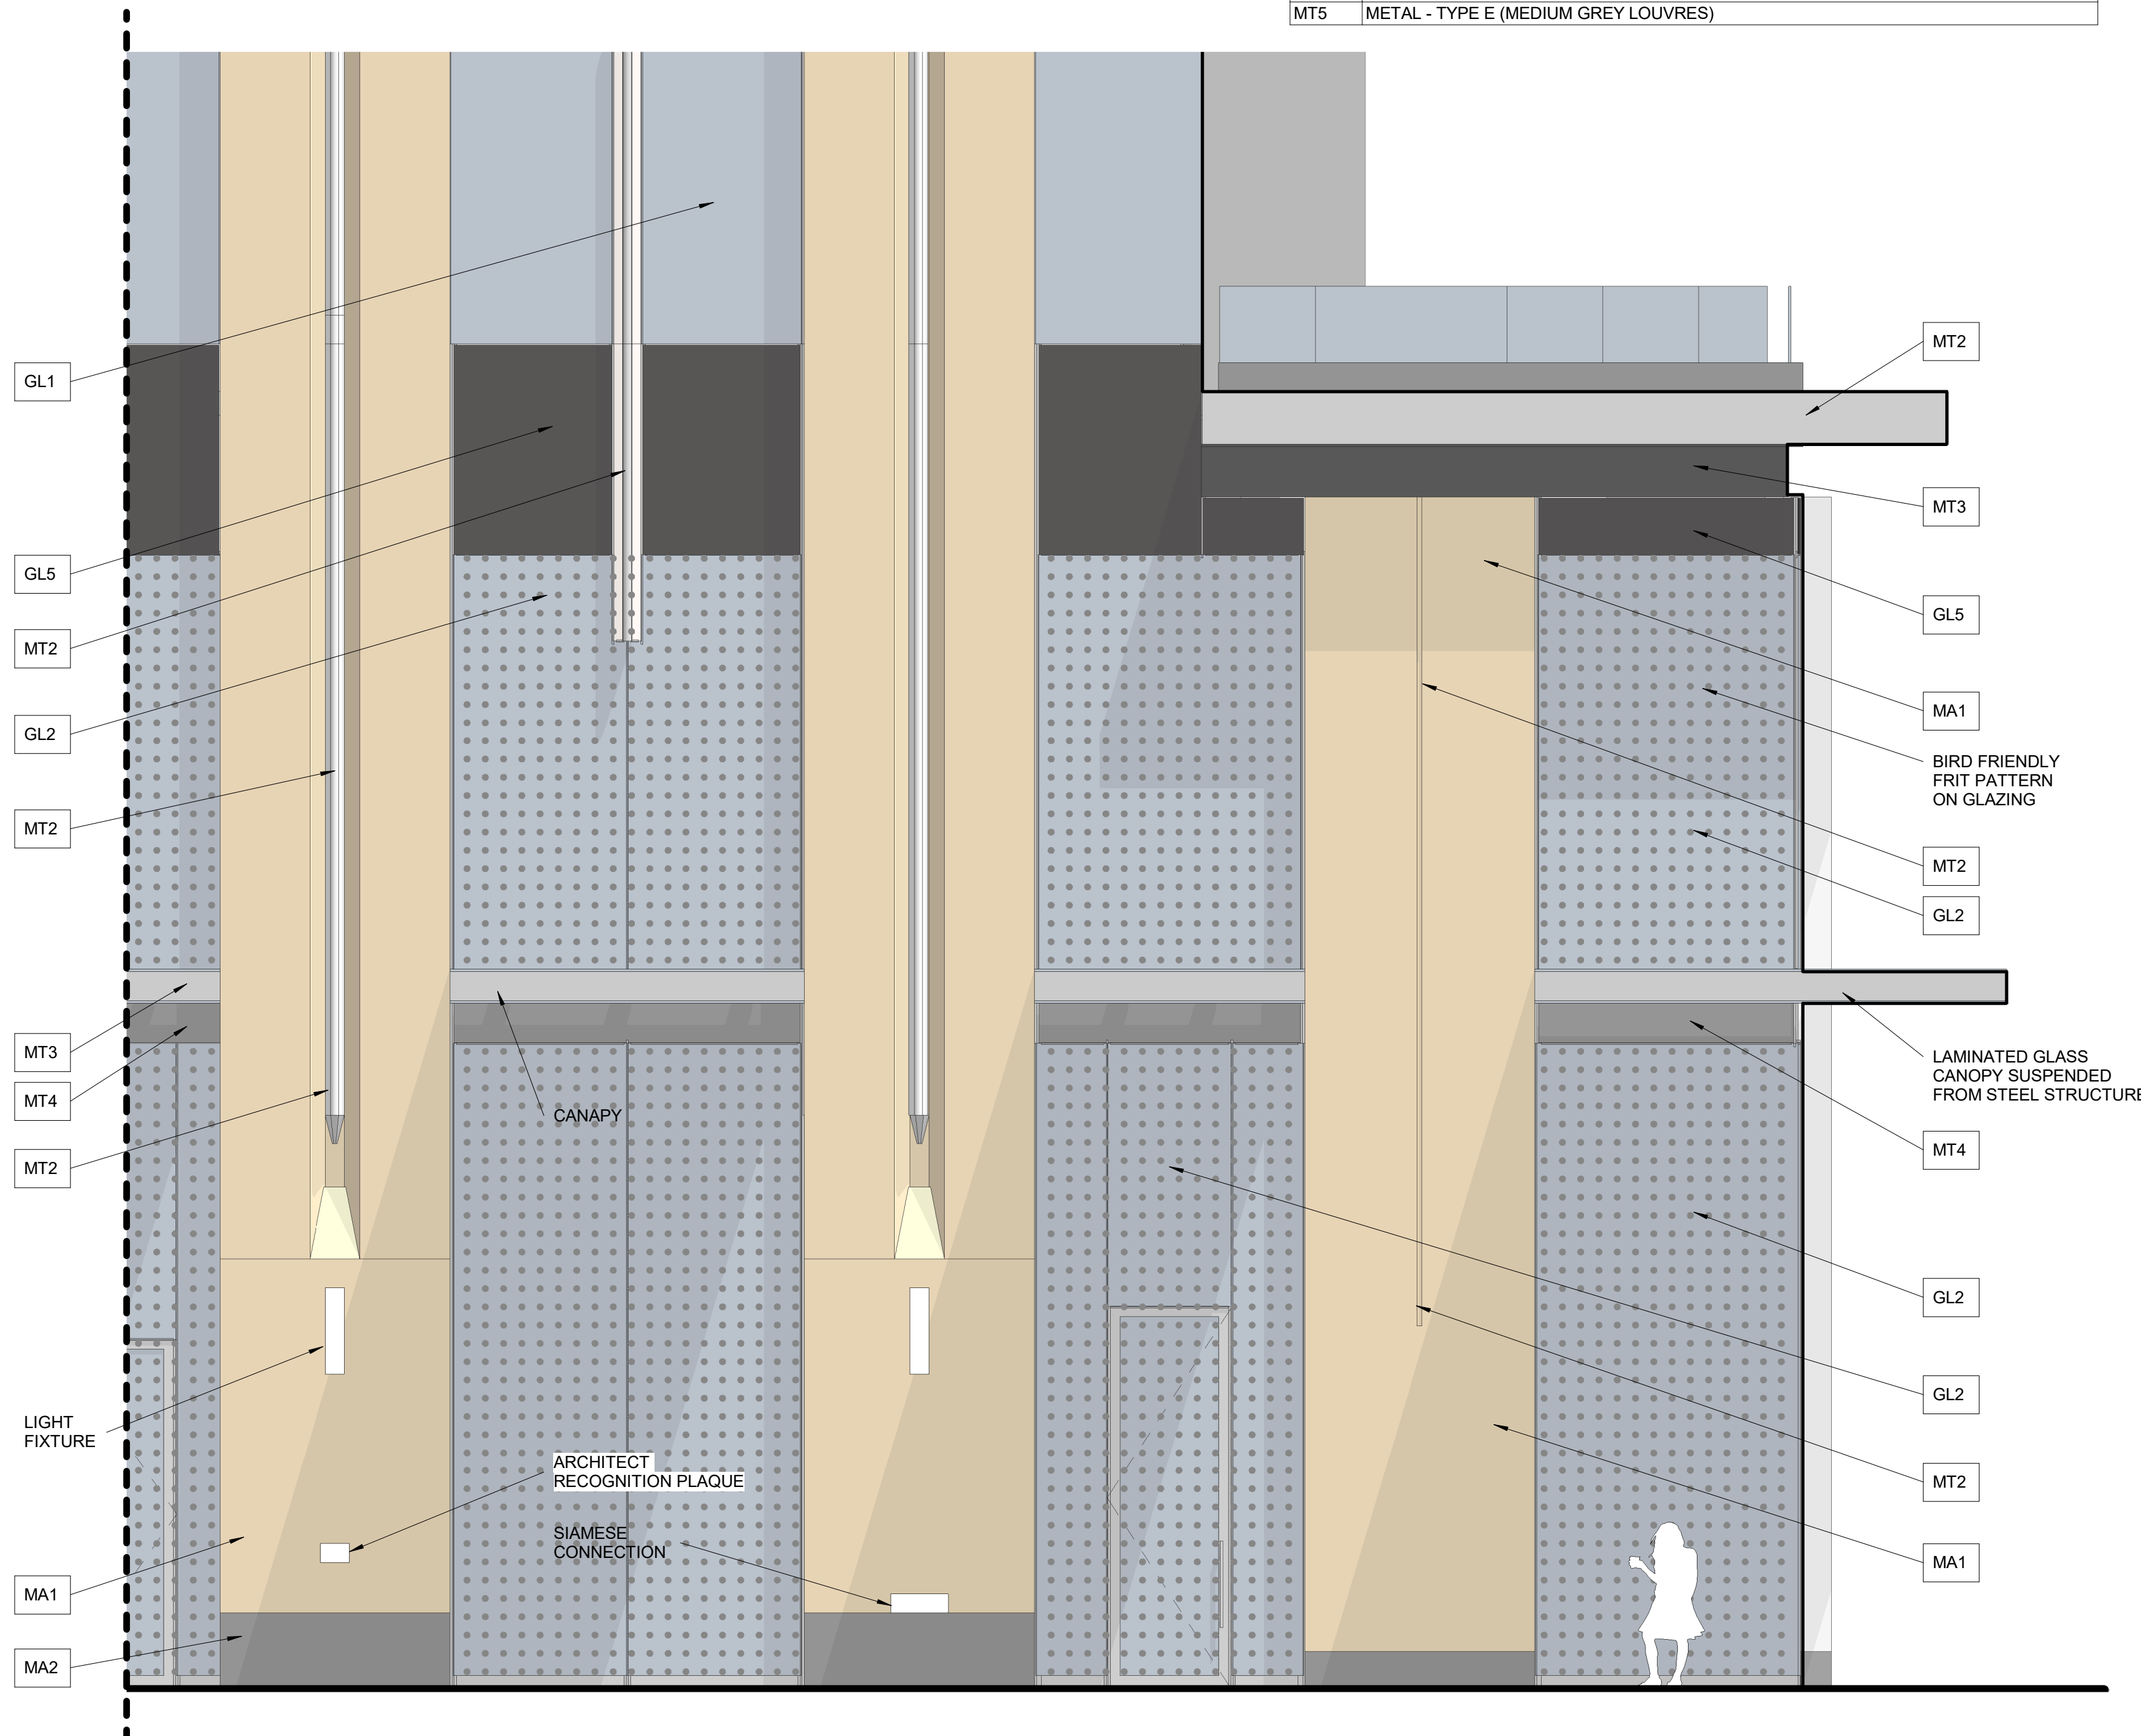 MT5 METAL - TYPE E (MEDIUM GREY LOUVRES)
GL1
GL5
MT2
GL2
MT2
MT3
MT4
MT2
LIGHT
FIXTURE
MA1
MA2
CANAPY
ARCHITECT
RECOGNITION PLAQUE
SIAMESE
CONNECTION
MT2
MT3
GL5
MA1
BIRD FRIENDLY
FRIT PATTERN
ON GLAZING
MT2
GL2
LAMINATED GLASS
CANOPY SUSPENDED
FROM STEEL STRUCTURE
MT4
GL2
GL2
MT2
MA1